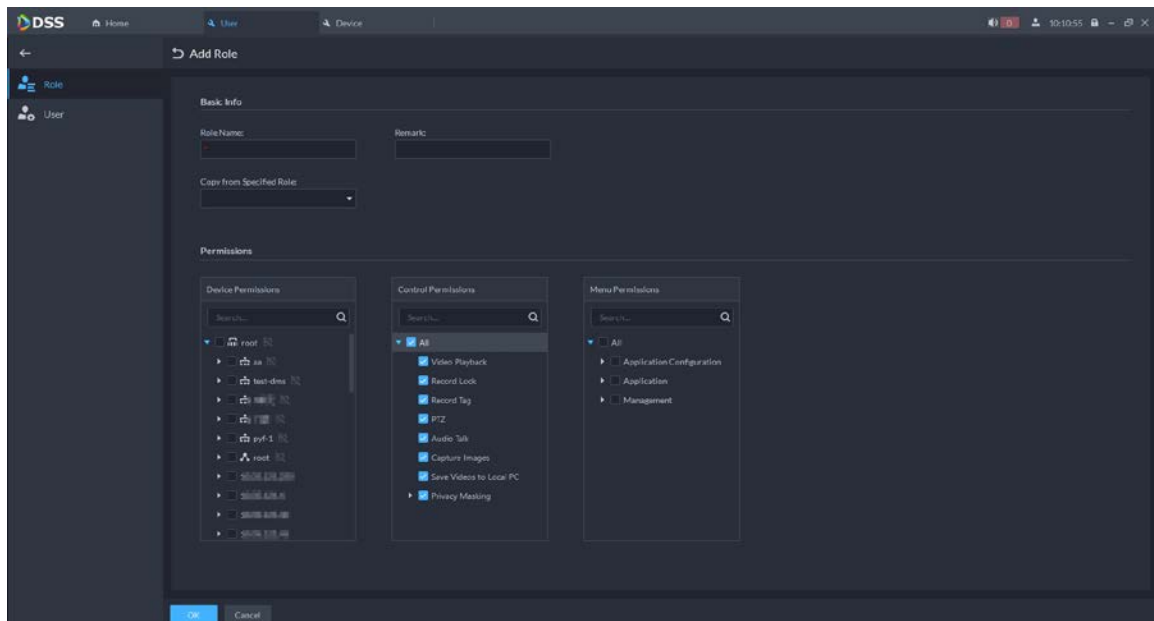 DSS Home User Device 0 10:10:55
Add Role
Role
User
Basic Info
Role Name: Remark:
*
Copy from Specified Role:
Permissions
Device Permissions Control Permissions Menu Permissions
Search... Search... Search...
root All All
aa Video Playback Application Configuration
test-dms Record Lock Application
Record Tag Management
PTZ
pyf-1 Audio Talk
root Capture Images
Save Videos to Local PC
Privacy Masking
OK Cancel